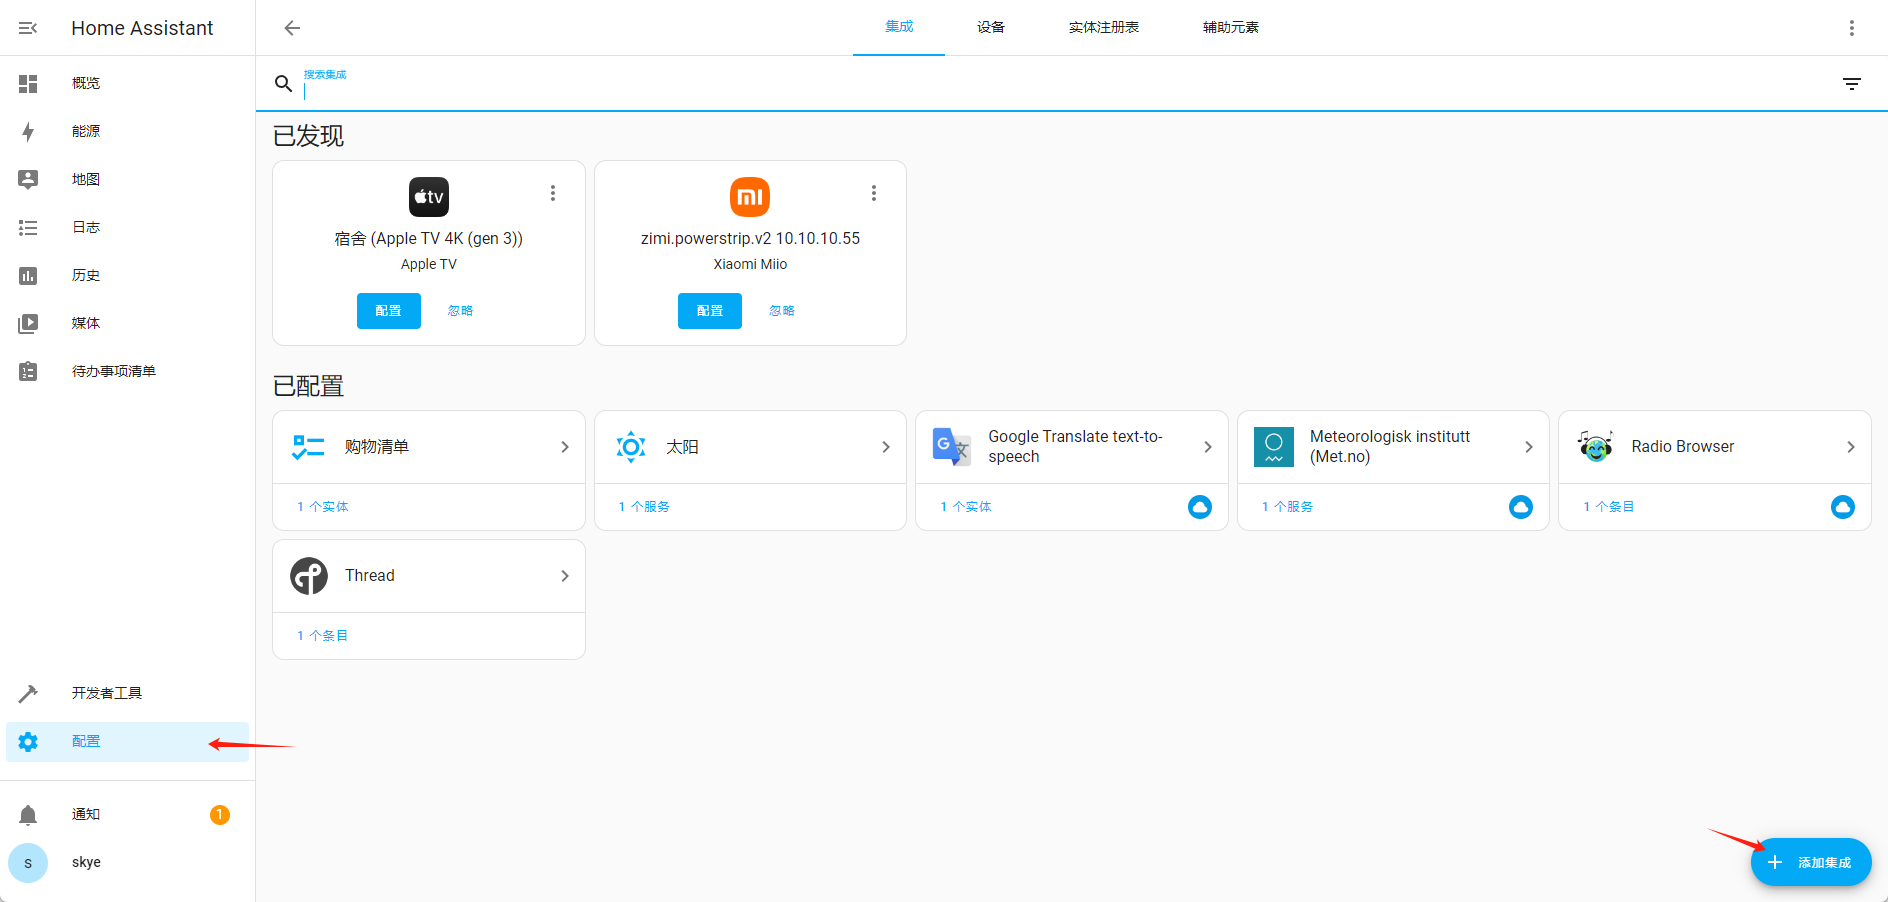 Home Assistant
概览
能源
地图
日志
历史
媒体
待办事项清单
开发者工具
配置
通知
1
s
skye
集成
设备
实体注册表
辅助元素
搜索集成
已发现
tv
宿舍 (Apple TV 4K (gen 3))
Apple TV
配置
忽略
mi
zimi.powerstrip.v2 10.10.10.55
Xiaomi Miio
配置
忽略
已配置
购物清单
1 个实体
太阳
1 个服务
G
文
Google Translate text-to-
speech
1 个实体
Meteorologisk institutt
(Met.no)
1 个服务
Radio Browser
1 个条目
Thread
1 个条目
添加集成